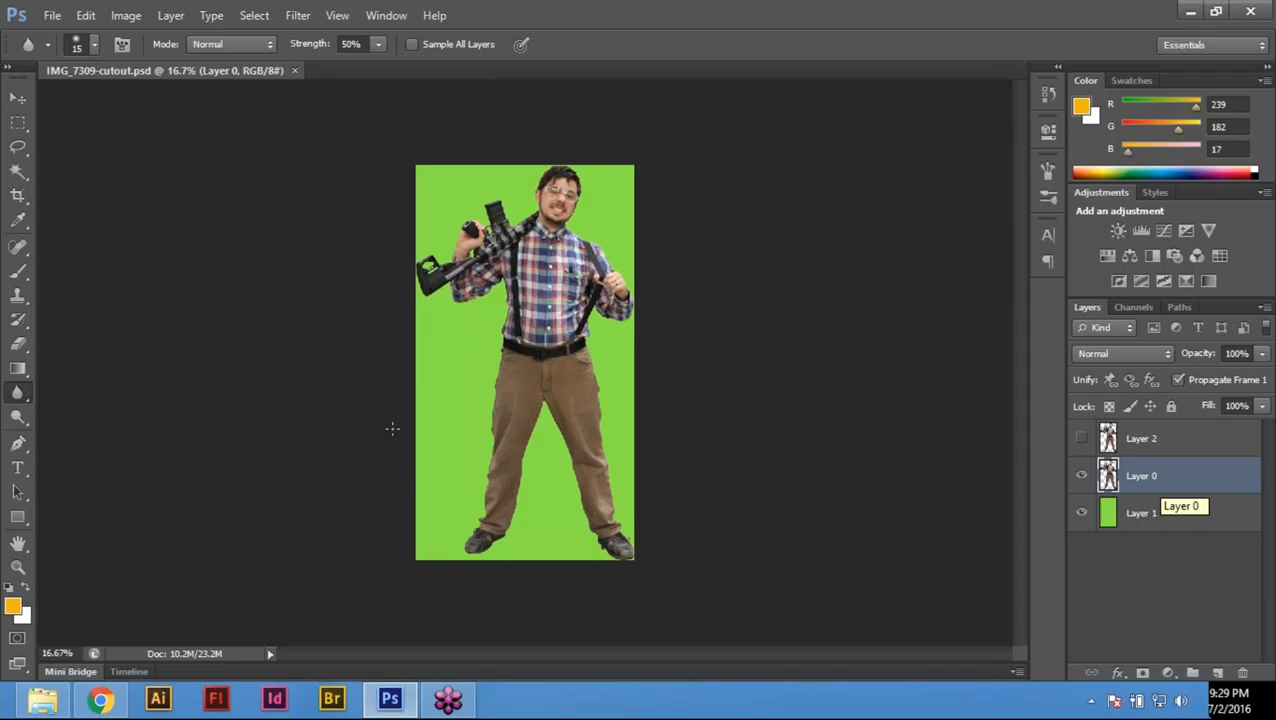 Ps File Edit Image Layer Type Select Filter View Window Help
15 Mode: Normal Strength: 50% Sample All Layers Essentials
IMG_7309-cutout.psd @ 16.7% (Layer 0, RGB/8#) ×
Color Swatches
R 239
G 182
B 17
Adjustments Styles
Add an adjustment
Layers Channels Paths
Kind
Normal Opacity: 100%
Unify: Propagate Frame 1
Lock: Fill: 100%
Layer 2
Layer 0
Layer 1 Layer 0
16.67% Doc: 10.2M/23.2M
Mini Bridge Timeline
Ai Fl Id Br Ps
9:29 PM
7/2/2016